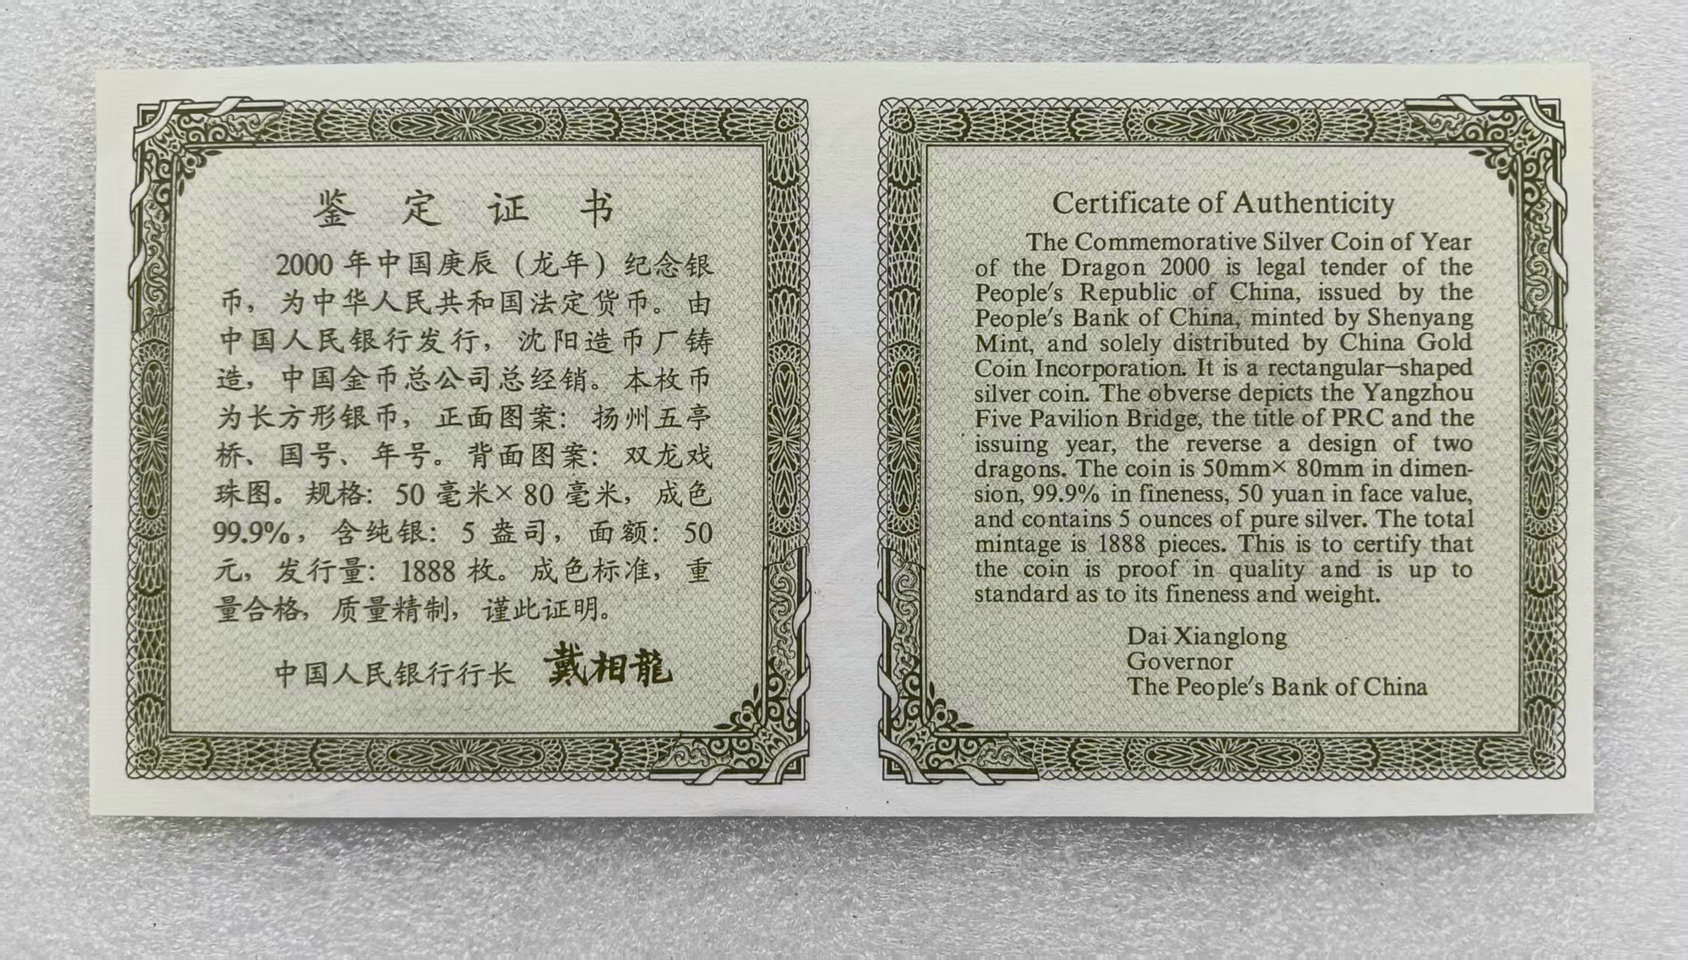 鉴定证书
2000年中国庚辰（龙年）纪念银
币，为中华人民共和国法定货币。由
中国人民银行发行，沈阳造币厂铸
造，中国金币总公司总经销。本枚币
为长方形银币，正面图案：扬州五亭
桥、国号、年号。背面图案：双龙戏
珠图。规格：50毫米×80毫米，成色
99.9%，含纯银：5盎司，面额：50
元，发行量：1888枚。成色标准，重
量合格，质量精制，谨此证明。
中国人民银行行长 戴相龍
Certificate of Authenticity
The Commemorative Silver Coin of Year
of the Dragon 2000 is legal tender of the
People's Republic of China, issued by the
People's Bank of China, minted by Shenyang
Mint, and solely distributed by China Gold
Coin Incorporation. It is a rectangular-shaped
silver coin. The obverse depicts the Yangzhou
Five Pavilion Bridge, the title of PRC and the
issuing year, the reverse a design of two
dragons. The coin is 50mm× 80mm in dimen-
sion, 99.9% in fineness, 50 yuan in face value,
and contains 5 ounces of pure silver. The total
mintage is 1888 pieces. This is to certify that
the coin is proof in quality and is up to
standard as to its fineness and weight.
Dai Xianglong
Governor
The People's Bank of China